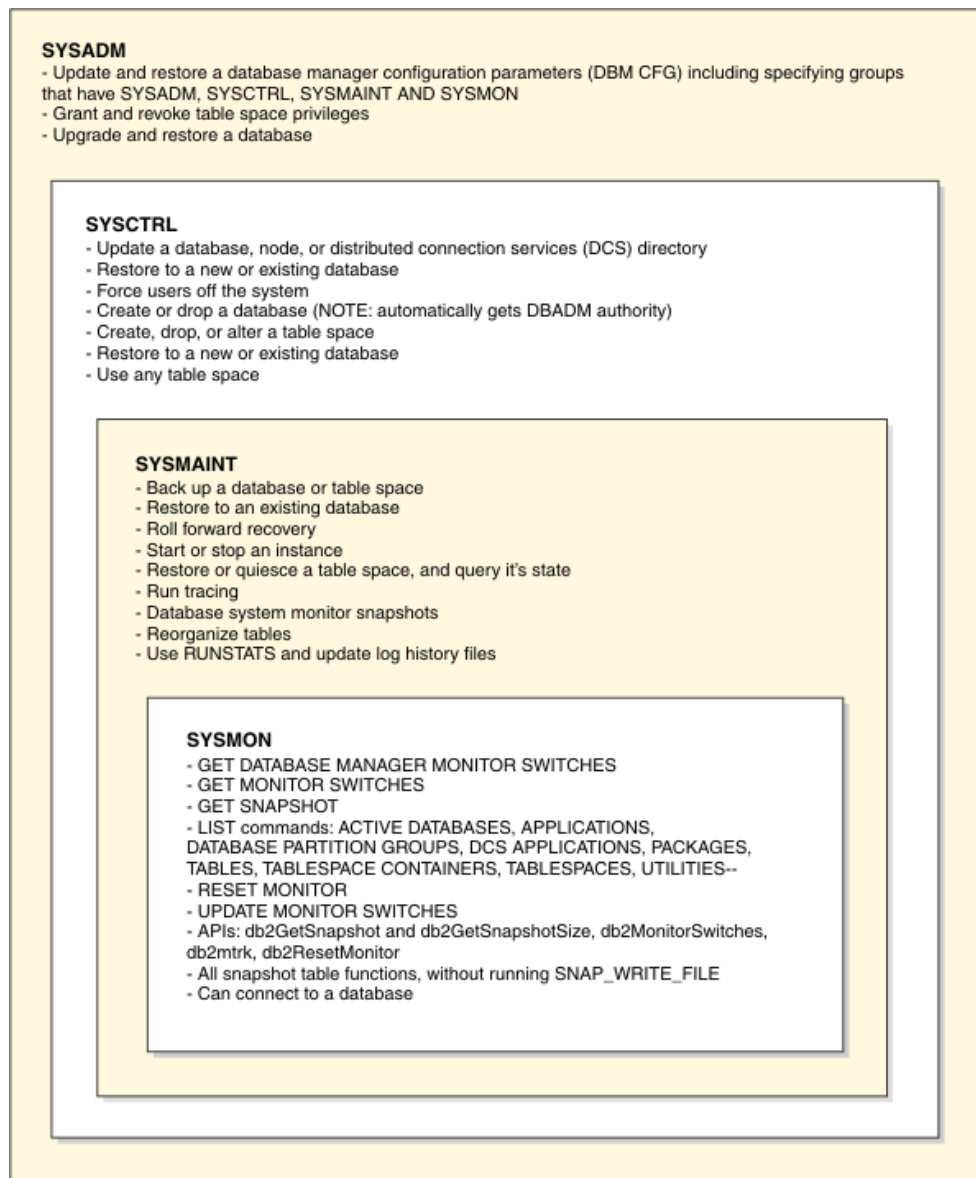 SYSADM
- Update and restore a database manager configuration parameters (DBM CFG) including specifying groups
that have SYSADM, SYSCTRL, SYSMAINT AND SYSMON
- Grant and revoke table space privileges
- Upgrade and restore a database
SYSCTRL
- Update a database, node, or distributed connection services (DCS) directory
- Restore to a new or existing database
- Force users off the system
- Create or drop a database (NOTE: automatically gets DBADM authority)
- Create, drop, or alter a table space
- Restore to a new or existing database
- Use any table space
SYSMAINT
- Back up a database or table space
- Restore to an existing database
- Roll forward recovery
- Start or stop an instance
- Restore or quiesce a table space, and query it's state
- Run tracing
- Database system monitor snapshots
- Reorganize tables
- Use RUNSTATS and update log history files
SYSMON
- GET DATABASE MANAGER MONITOR SWITCHES
- GET MONITOR SWITCHES
- GET SNAPSHOT
- LIST commands: ACTIVE DATABASES, APPLICATIONS,
DATABASE PARTITION GROUPS, DCS APPLICATIONS, PACKAGES,
TABLES, TABLESPACE CONTAINERS, TABLESPACES, UTILITIES--
- RESET MONITOR
- UPDATE MONITOR SWITCHES
- APIs: db2GetSnapshot and db2GetSnapshotSize, db2MonitorSwitches,
db2mtrk, db2ResetMonitor
- All snapshot table functions, without running SNAP_WRITE_FILE
- Can connect to a database